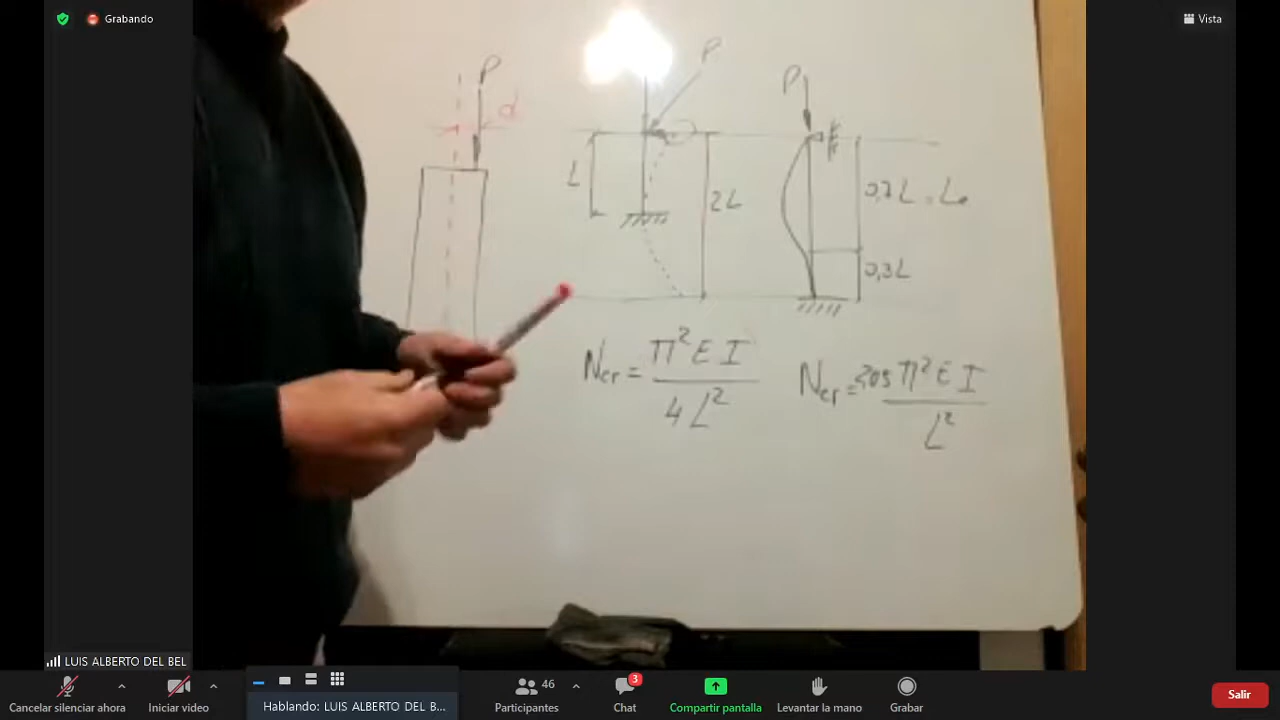 Grabando
Vista
P
d
P
L
2L
P
0,7L = Le
0,3L
Ncr = π² E I / 4 L²
Ncr = 2,05 π² E I / L²
LUIS ALBERTO DEL BEL
Cancelar silenciar ahora
Iniciar video
Hablando: LUIS ALBERTO DEL B...
46
Participantes
3
Chat
Compartir pantalla
Levantar la mano
Grabar
Salir